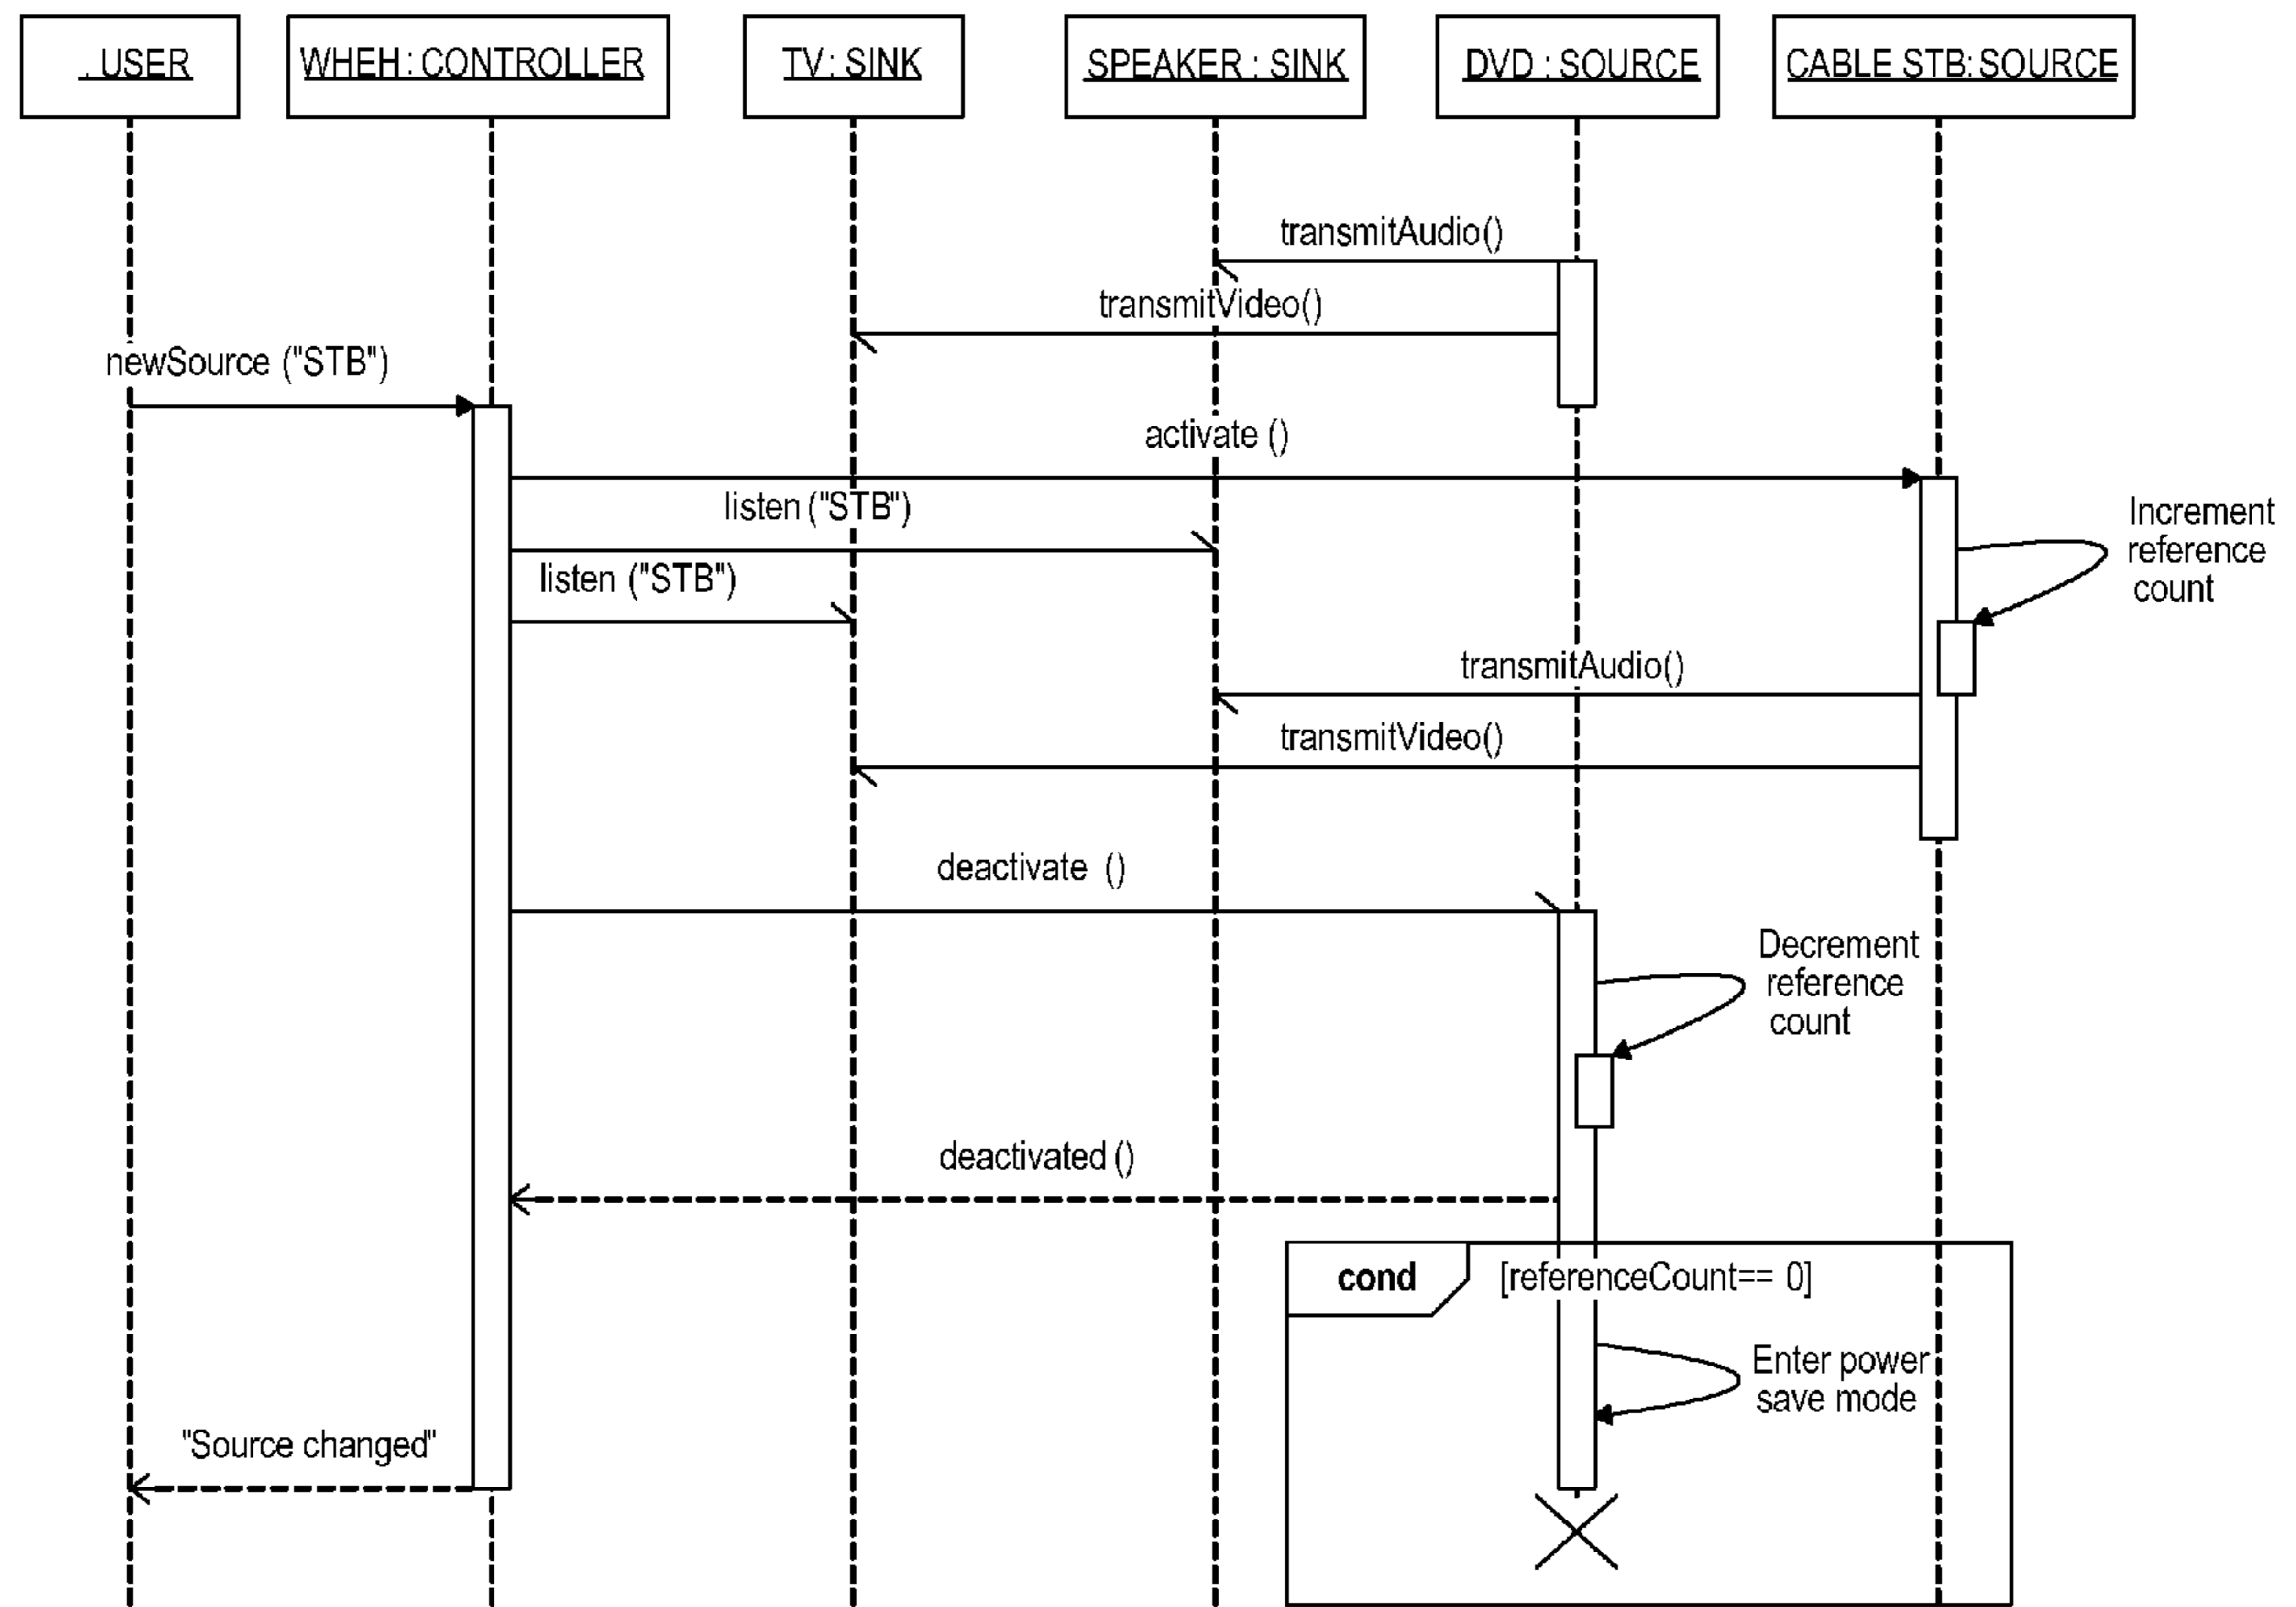 . USER
WHEH : CONTROLLER
TV : SINK
SPEAKER : SINK
DVD : SOURCE
CABLE STB: SOURCE
transmitAudio()
transmitVideo()
newSource ("STB")
activate ()
listen ("STB")
Increment
reference
count
listen ("STB")
transmitAudio()
transmitVideo()
deactivate ()
Decrement
reference
count
deactivated ()
cond
[referenceCount== 0]
Enter power
save mode
"Source changed"